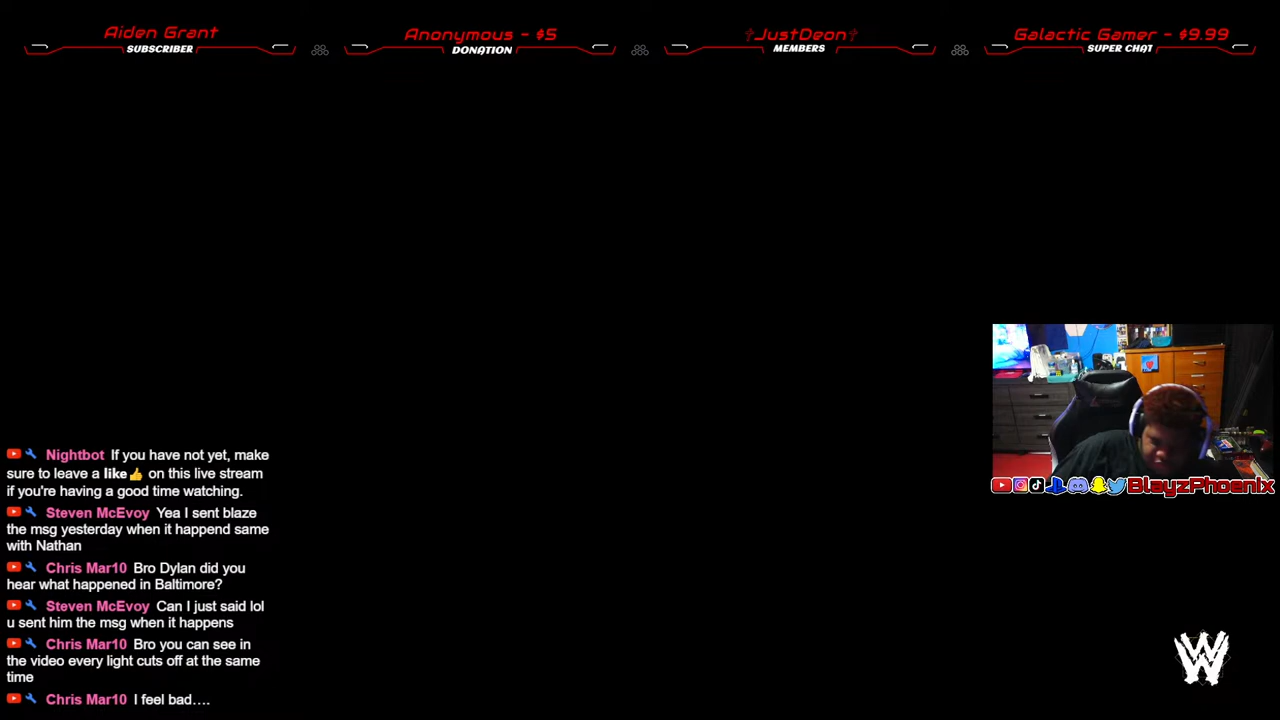 Aiden Grant
SUBSCRIBER
Anonymous - $5
DONATION
†JustDeon†
MEMBERS
Galactic Gamer - $9.99
SUPER CHAT
Nightbot If you have not yet, make
sure to leave a like👍 on this live stream
if you're having a good time watching.
Steven McEvoy Yea I sent blaze
the msg yesterday when it happend same
with Nathan
Chris Mar10 Bro Dylan did you
hear what happened in Baltimore?
Steven McEvoy Can I just said lol
u sent him the msg when it happens
Chris Mar10 Bro you can see in
the video every light cuts off at the same
time
Chris Mar10 I feel bad….
BlayzPhoenix
W